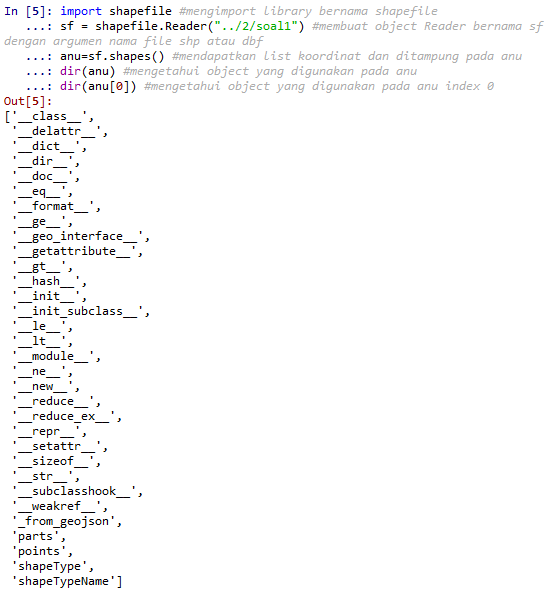 In [5]: import shapefile #mengimport library bernama shapefile
   ...: sf = shapefile.Reader("../2/soal1") #membuat object Reader bernama sf
dengan argumen nama file shp atau dbf
   ...: anu=sf.shapes() #mendapatkan list koordinat dan ditampung pada anu
   ...: dir(anu) #mengetahui object yang digunakan pada anu
   ...: dir(anu[0]) #mengetahui object yang digunakan pada anu index 0
Out[5]:
['__class__',
 '__delattr__',
 '__dict__',
 '__dir__',
 '__doc__',
 '__eq__',
 '__format__',
 '__ge__',
 '__geo_interface__',
 '__getattribute__',
 '__gt__',
 '__hash__',
 '__init__',
 '__init_subclass__',
 '__le__',
 '__lt__',
 '__module__',
 '__ne__',
 '__new__',
 '__reduce__',
 '__reduce_ex__',
 '__repr__',
 '__setattr__',
 '__sizeof__',
 '__str__',
 '__subclasshook__',
 '__weakref__',
 '_from_geojson',
 'parts',
 'points',
 'shapeType',
 'shapeTypeName']